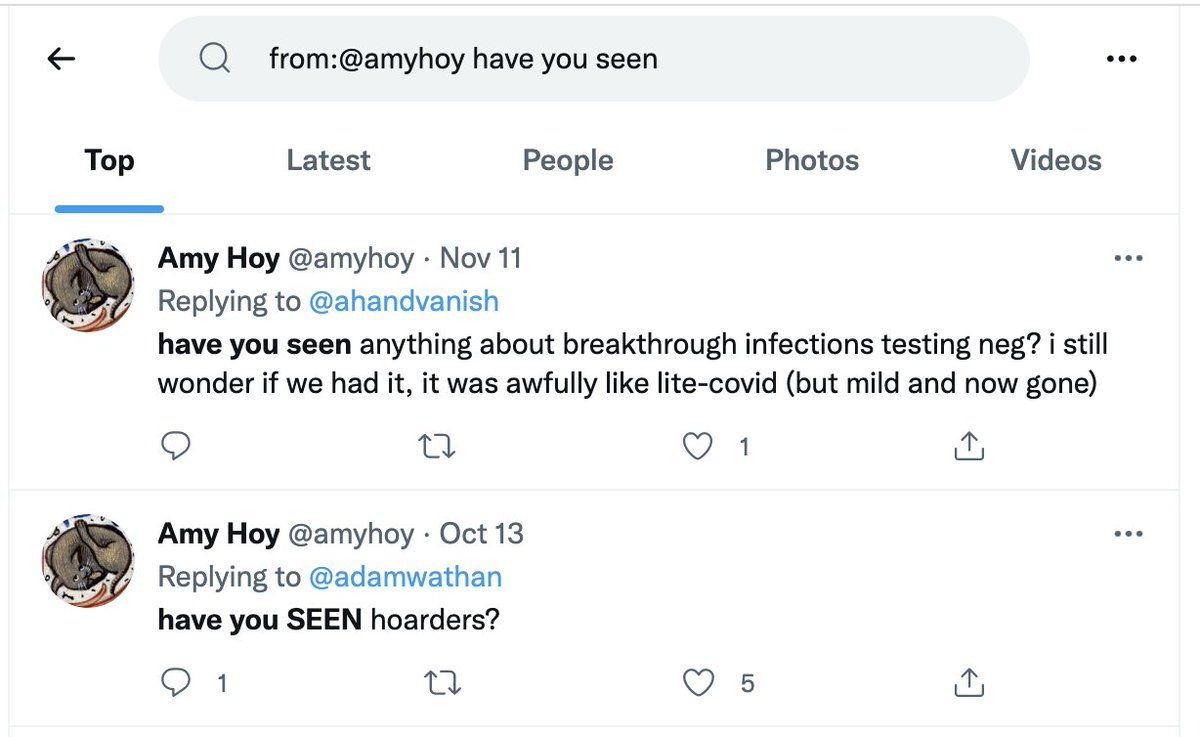 from:@amyhoy have you seen
Top Latest People Photos Videos
Amy Hoy @amyhoy · Nov 11
Replying to @ahandvanish
have you seen anything about breakthrough infections testing neg? i still
wonder if we had it, it was awfully like lite-covid (but mild and now gone)
1
Amy Hoy @amyhoy · Oct 13
Replying to @adamwathan
have you SEEN hoarders?
1 5